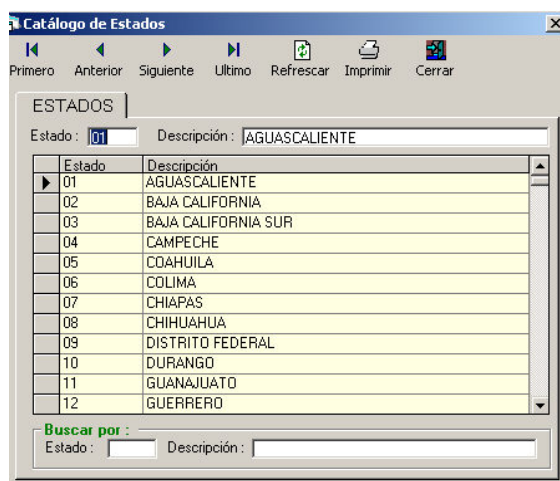 Catálogo de Estados
Primero Anterior Siguiente Ultimo Refrescar Imprimir Cerrar
ESTADOS
Estado : 01 Descripción : AGUASCALIENTE
Estado Descripción
01 AGUASCALIENTE
02 BAJA CALIFORNIA
03 BAJA CALIFORNIA SUR
04 CAMPECHE
05 COAHUILA
06 COLIMA
07 CHIAPAS
08 CHIHUAHUA
09 DISTRITO FEDERAL
10 DURANGO
11 GUANAJUATO
12 GUERRERO
Buscar por :
Estado : Descripción :